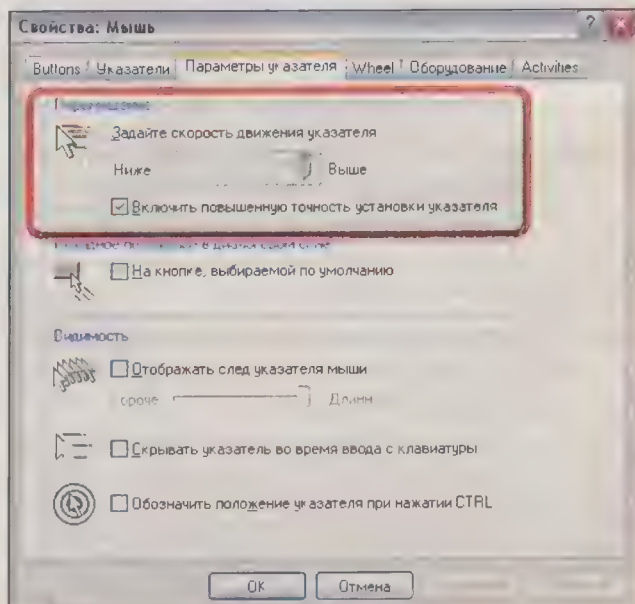 Свойства: Мышь
Buttons Указатели Параметры указателя Wheel Оборудование Activities
Задайте скорость движения указателя
Ниже Выше
Включить повышенную точность установки указателя
На кнопке, выбираемой по умолчанию
Видимость
Отображать след указателя мыши
Скрывать указатель во время ввода с клавиатуры
Обозначить положение указателя при нажатии CTRL
OK Отмена